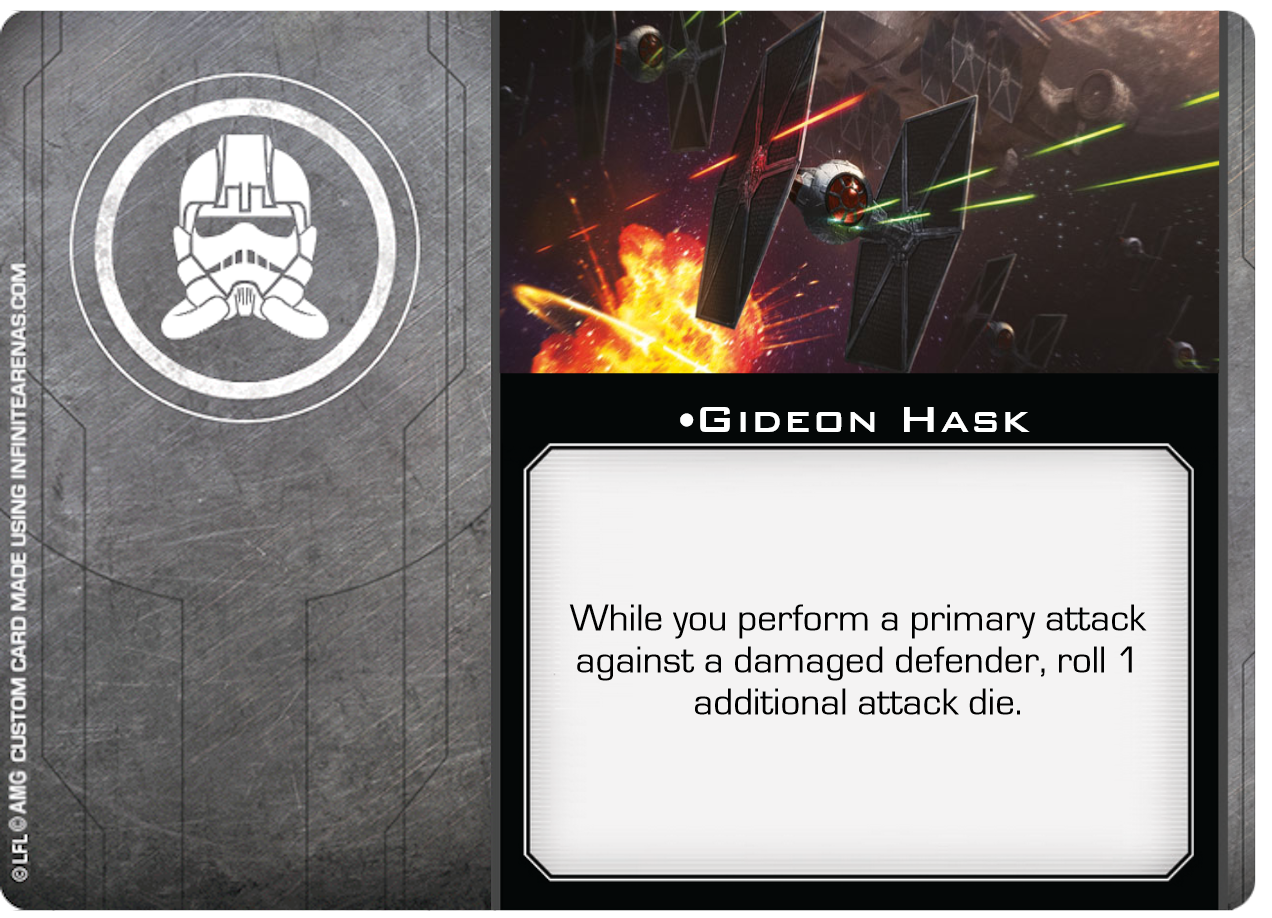 •Gideon Hask
While you perform a primary attack
against a damaged defender, roll 1
additional attack die.
©LFL©AMG CUSTOM CARD MADE USING INFINITEARENAS.COM